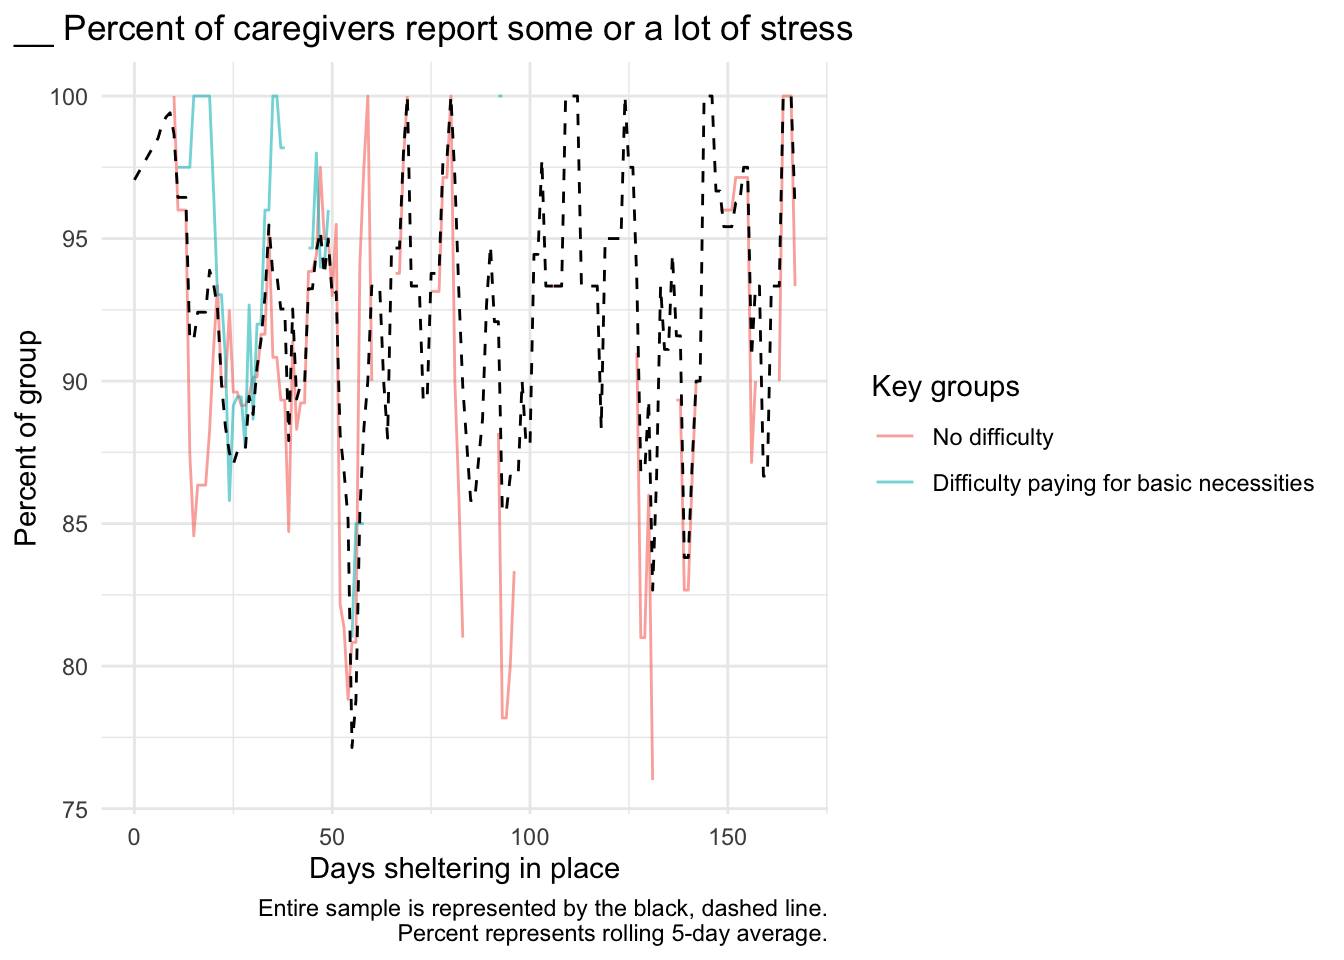 __ Percent of caregivers report some or a lot of stress
Percent of group
100
95
90
85
80
75
0 50 100 150
Days sheltering in place
Key groups
No difficulty
Difficulty paying for basic necessities
Entire sample is represented by the black, dashed line.
Percent represents rolling 5-day average.